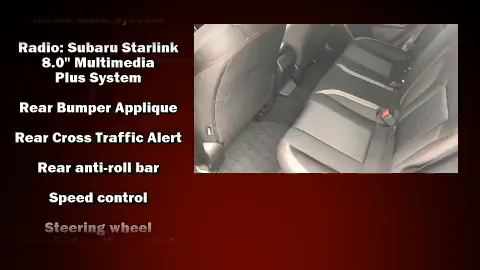 Radio: Subaru Starlink
8.0" Multimedia
Plus System
Rear Bumper Applique
Rear Cross Traffic Alert
Rear anti-roll bar
Speed control
Steering wheel